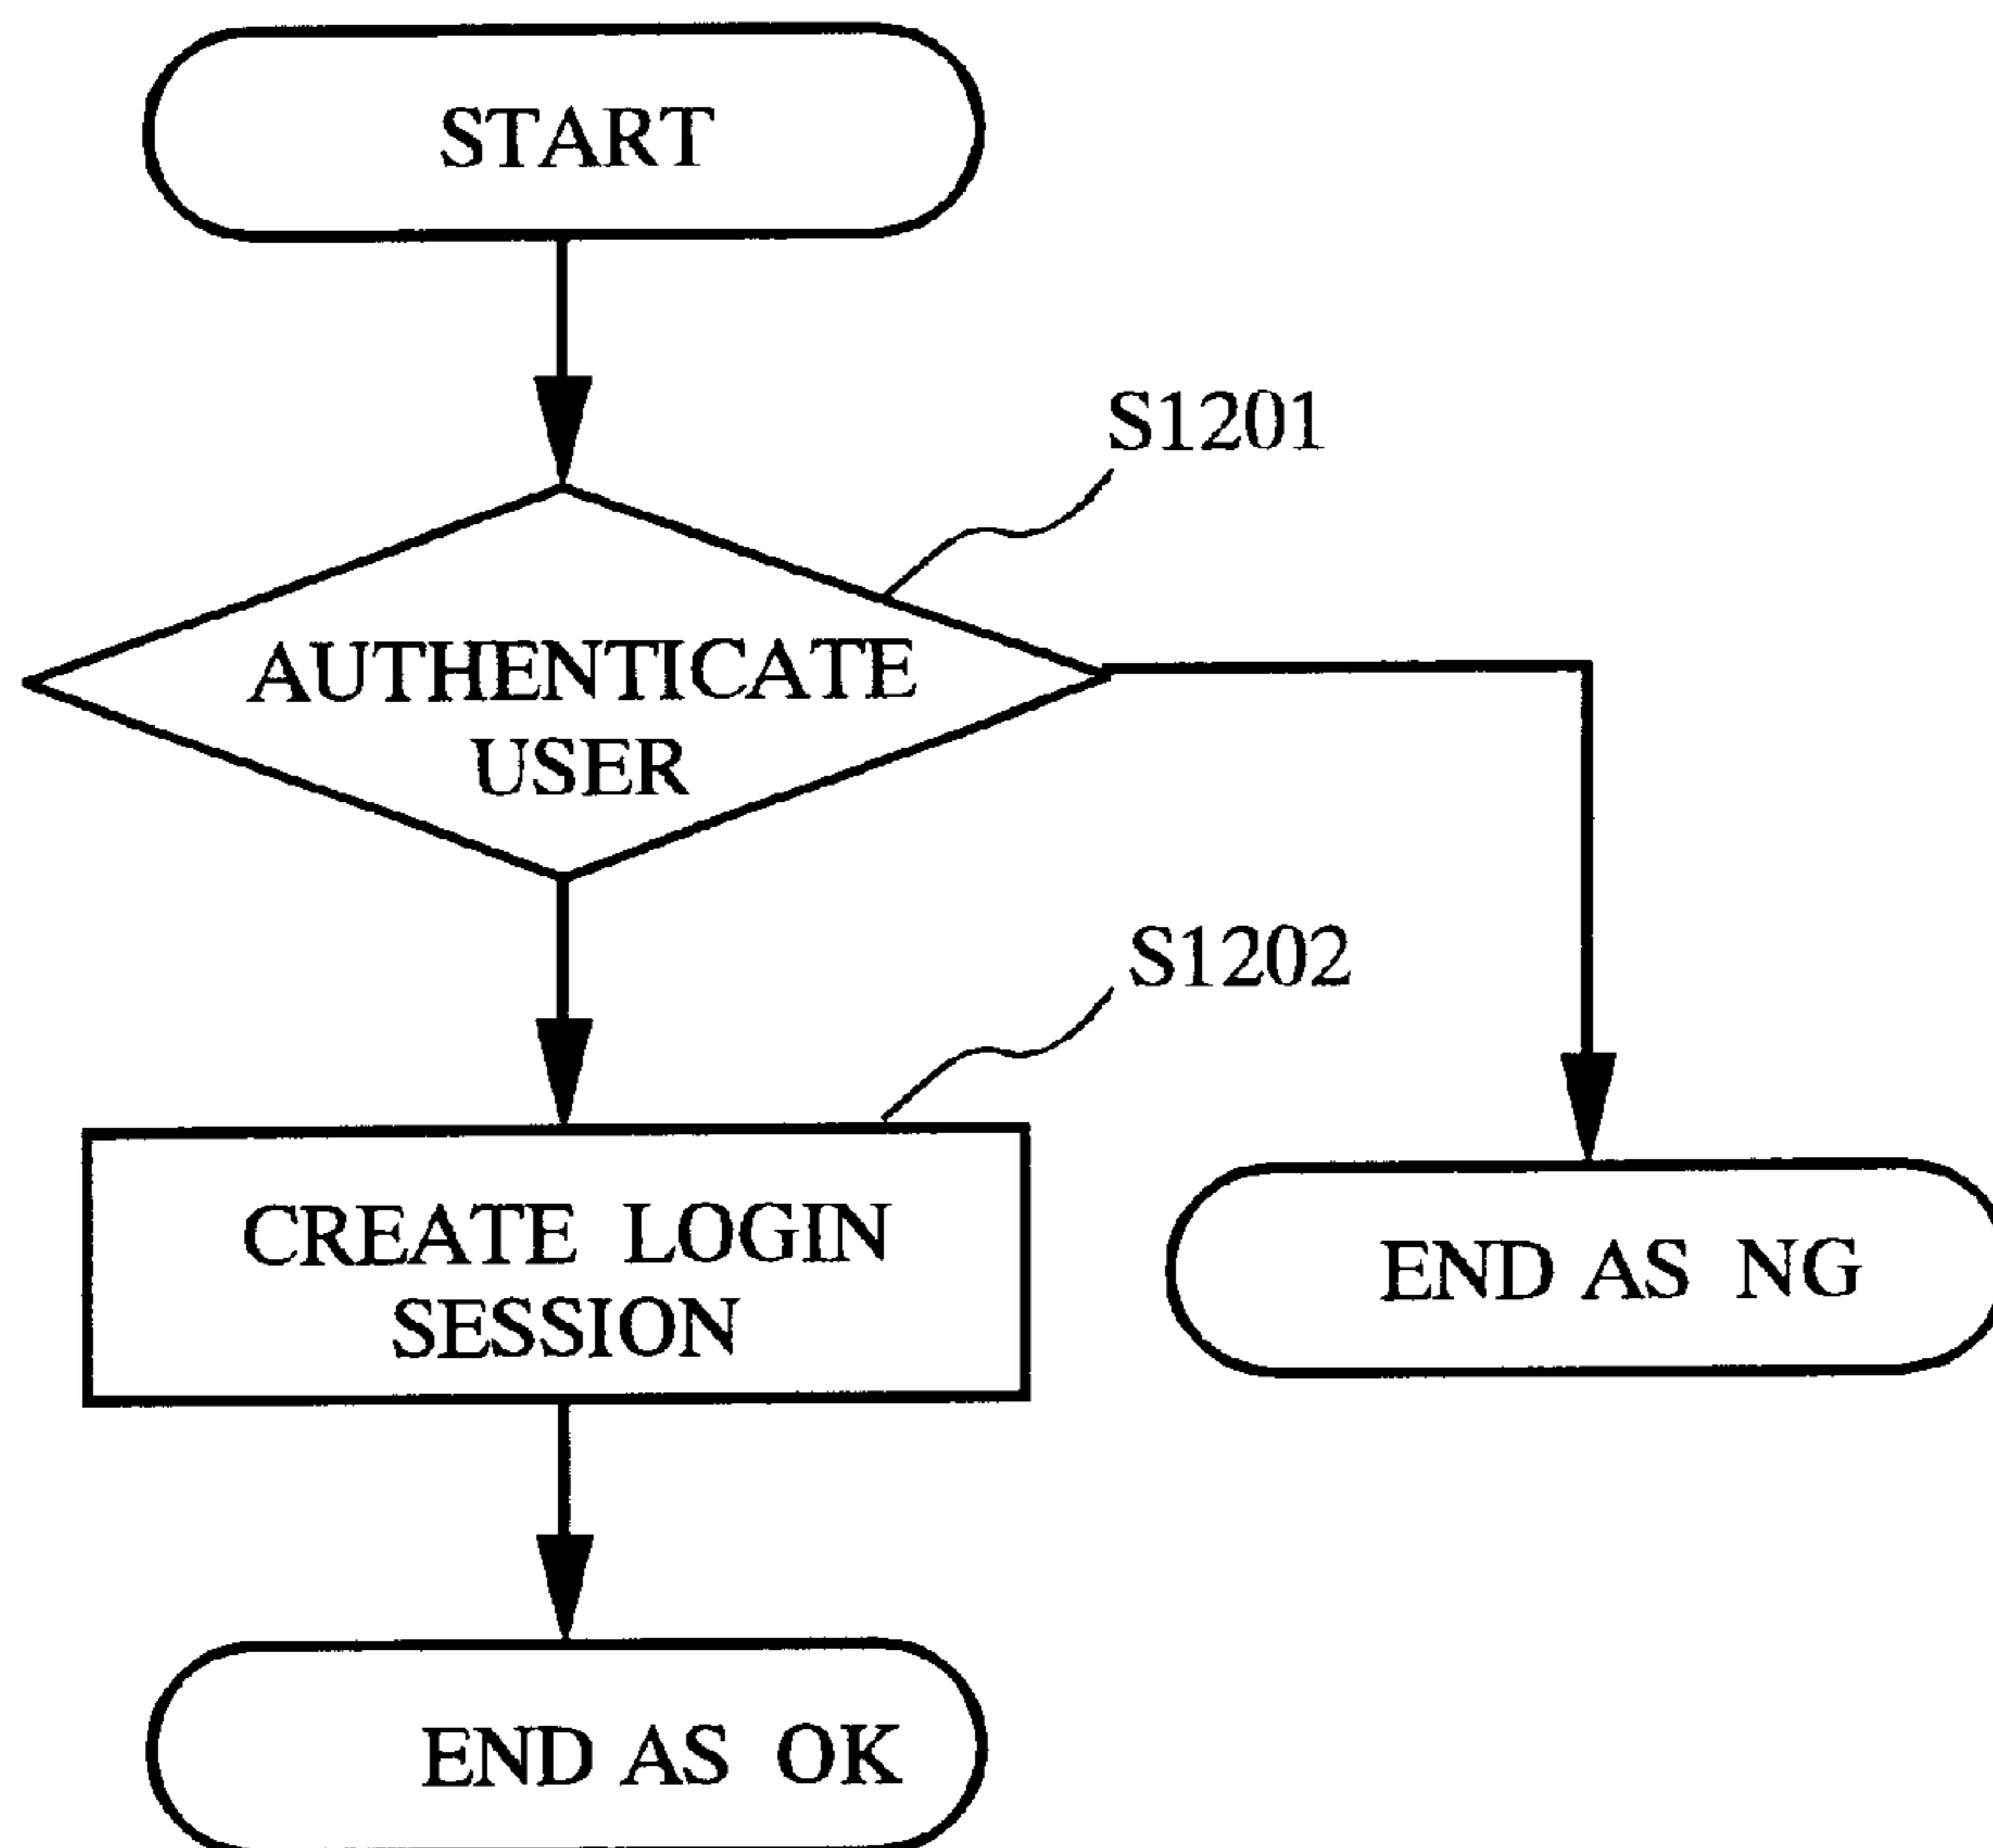 START
S1201
AUTHENTICATE
USER
S1202
CREATE LOGIN
SESSION
END AS NG
END AS OK